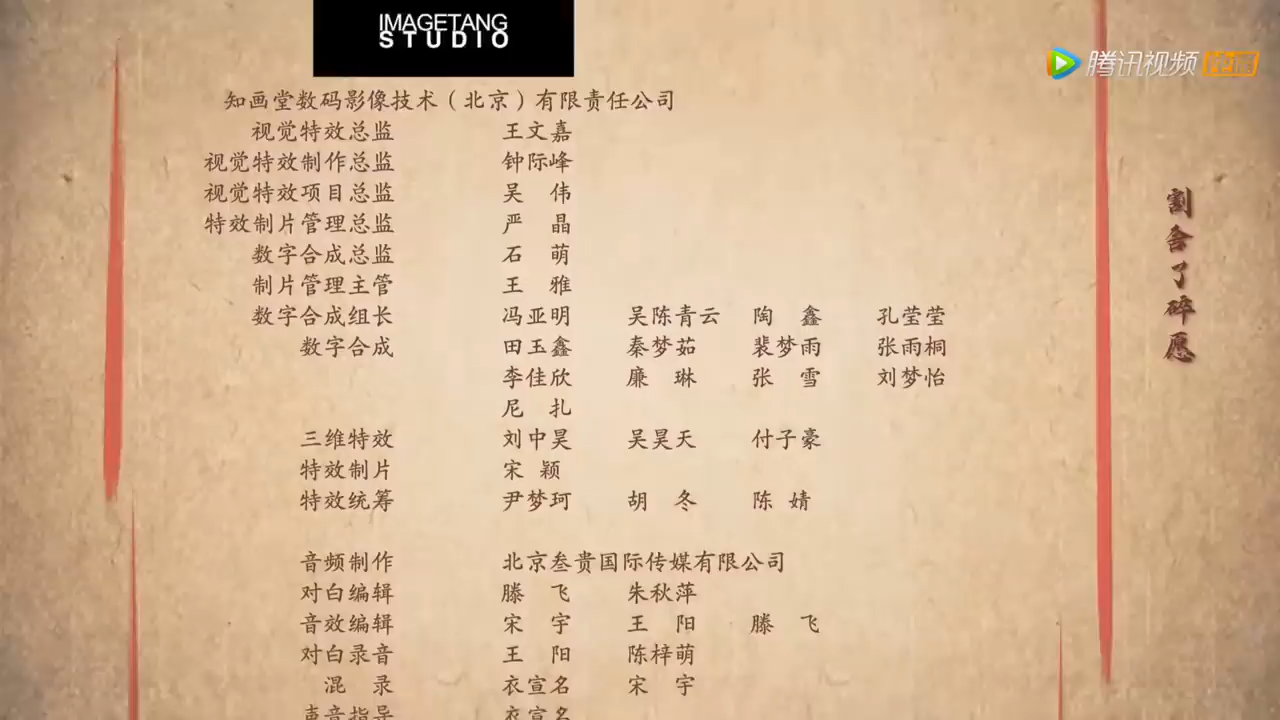 IMAGETANG
STUDIO
腾讯视频
知画堂数码影像技术（北京）有限责任公司
视觉特效总监 王文嘉
视觉特效制作总监 钟际峰
视觉特效项目总监 吴 伟
特效制片管理总监 严 晶
数字合成总监 石 萌
制片管理主管 王 雅
数字合成组长 冯亚明 吴陈青云 陶 鑫 孔莹莹
数字合成 田玉鑫 秦梦茹 裴梦雨 张雨桐
李佳欣 廉 琳 张 雪 刘梦怡
尼 扎
三维特效 刘中昊 吴昊天 付子豪
特效制片 宋 颖
特效统筹 尹梦珂 胡 冬 陈 婧
音频制作 北京叁贵国际传媒有限公司
对白编辑 滕 飞 朱秋萍
音效编辑 宋 宇 王 阳 滕 飞
对白录音 王 阳 陈梓萌
混 录 衣宣名 宋 宇
声音指导 衣宣名
割舍了碎愿